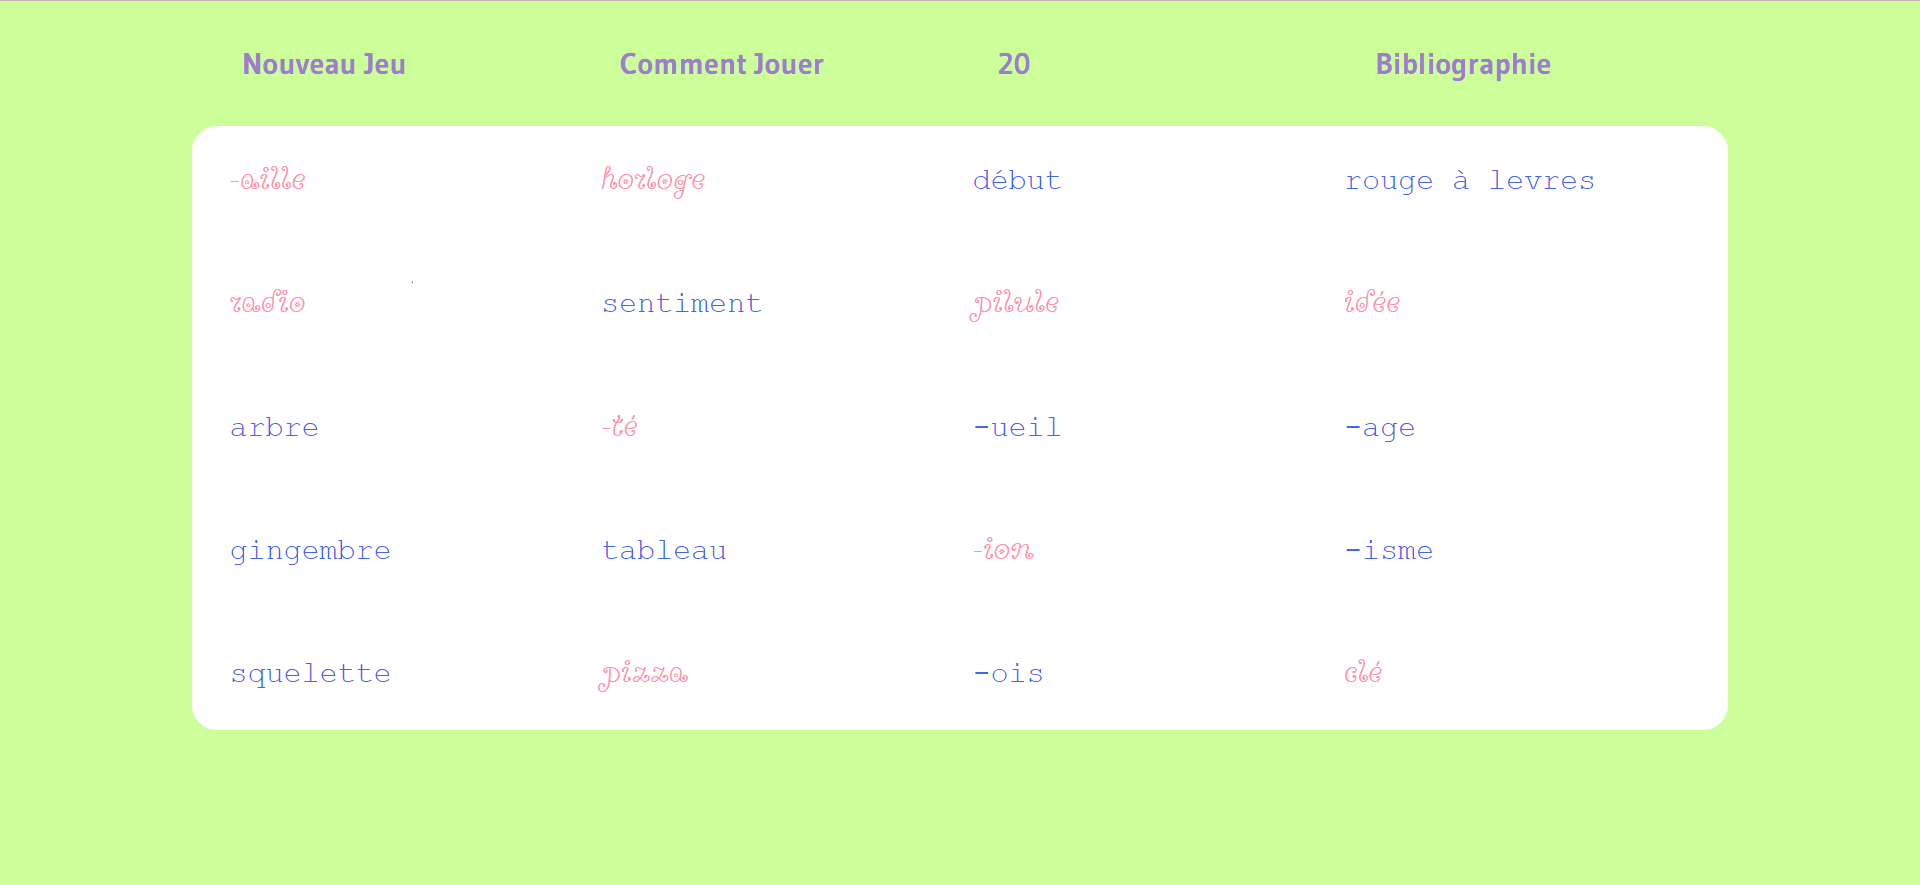 Nouveau Jeu Comment Jouer 20 Bibliographie
-aille horloge début rouge à levres
radio sentiment pilule idée
arbre -té -ueil -age
gingembre tableau -ion -isme
squelette pizza -ois clé